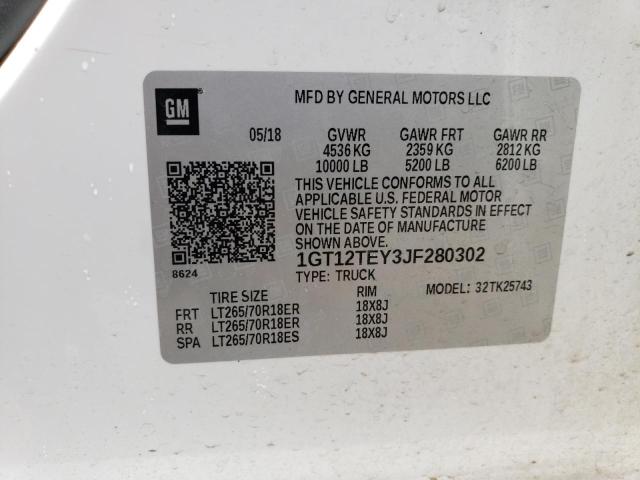 GM
MFD BY GENERAL MOTORS LLC
05/18 GVWR GAWR FRT GAWR RR
4536 KG 2359 KG 2812 KG
10000 LB 5200 LB 6200 LB
THIS VEHICLE CONFORMS TO ALL
APPLICABLE U.S. FEDERAL MOTOR
VEHICLE SAFETY STANDARDS IN EFFECT
ON THE DATE OF MANUFACTURE
SHOWN ABOVE.
8624
1GT12TEY3JF280302
TYPE: TRUCK
TIRE SIZE RIM MODEL: 32TK25743
FRT LT265/70R18ER 18X8J
RR LT265/70R18ER 18X8J
SPA LT265/70R18ES 18X8J